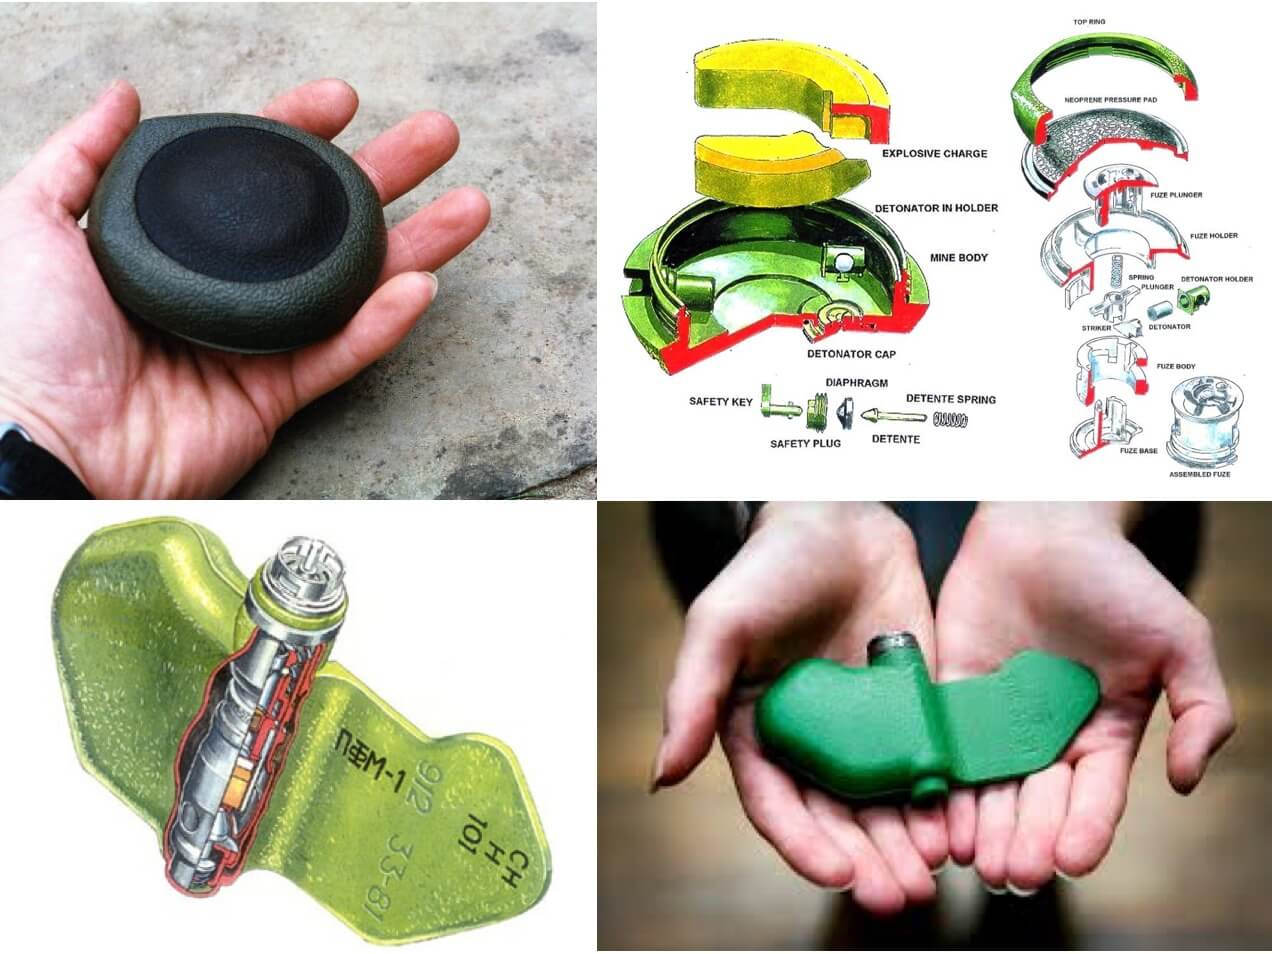 EXPLOSIVE CHARGE
DETONATOR IN HOLDER
MINE BODY
DETONATOR CAP
DIAPHRAGM
SAFETY KEY
DETENTE SPRING
SAFETY PLUG
DETENTE
TOP RING
NEOPRENE PRESSURE PAD
FUZE PLUNGER
FUZE HOLDER
SPRING
PLUNGER
DETONATOR HOLDER
STRIKER
DETONATOR
FUZE BODY
FUZE BASE
ASSEMBLED FUZE
ПФМ-1
9/2 33-81
СН
Н
101